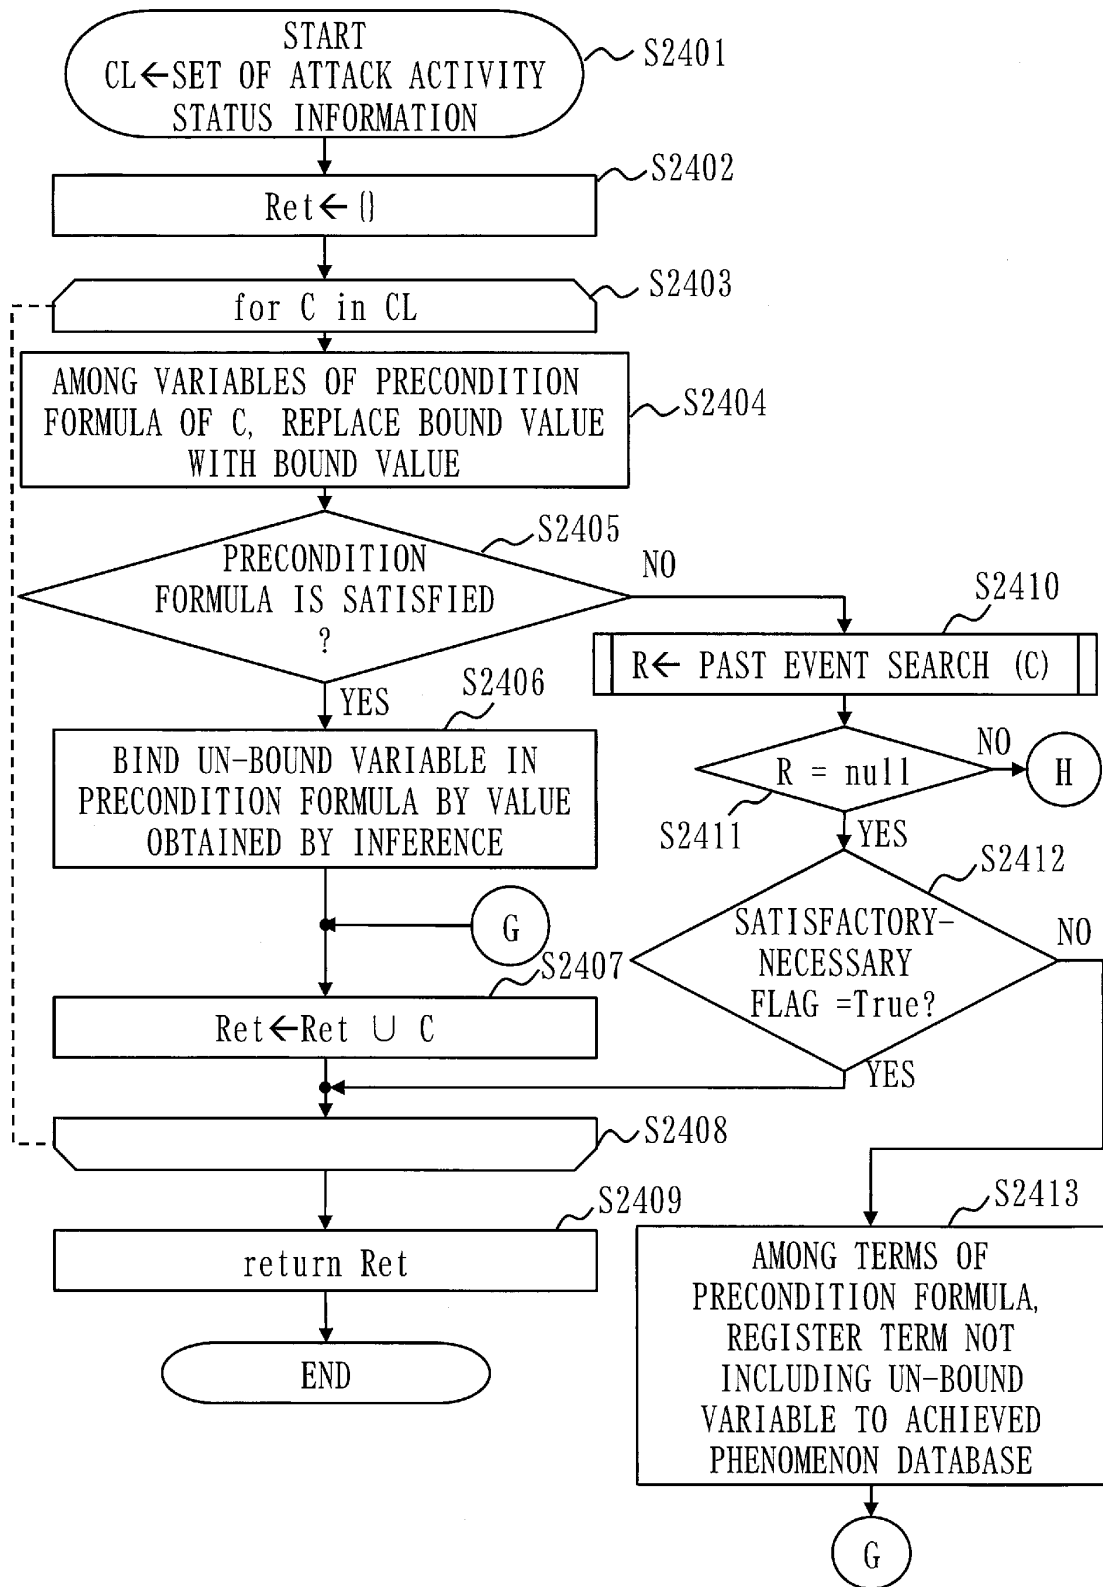 START
CL←SET OF ATTACK ACTIVITY
STATUS INFORMATION
S2401
S2402
Ret←{}
S2403
for C in CL
AMONG VARIABLES OF PRECONDITION
FORMULA OF C, REPLACE BOUND VALUE
WITH BOUND VALUE
S2404
S2405
PRECONDITION
FORMULA IS SATISFIED
?
NO
YES
S2410
R← PAST EVENT SEARCH (C)
S2406
BIND UN-BOUND VARIABLE IN
PRECONDITION FORMULA BY VALUE
OBTAINED BY INFERENCE
R = null
NO
H
S2411
YES
S2412
SATISFACTORY-
NECESSARY
FLAG =True?
NO
YES
G
S2407
Ret←Ret ∪ C
S2408
S2409
return Ret
END
S2413
AMONG TERMS OF
PRECONDITION FORMULA,
REGISTER TERM NOT
INCLUDING UN-BOUND
VARIABLE TO ACHIEVED
PHENOMENON DATABASE
G